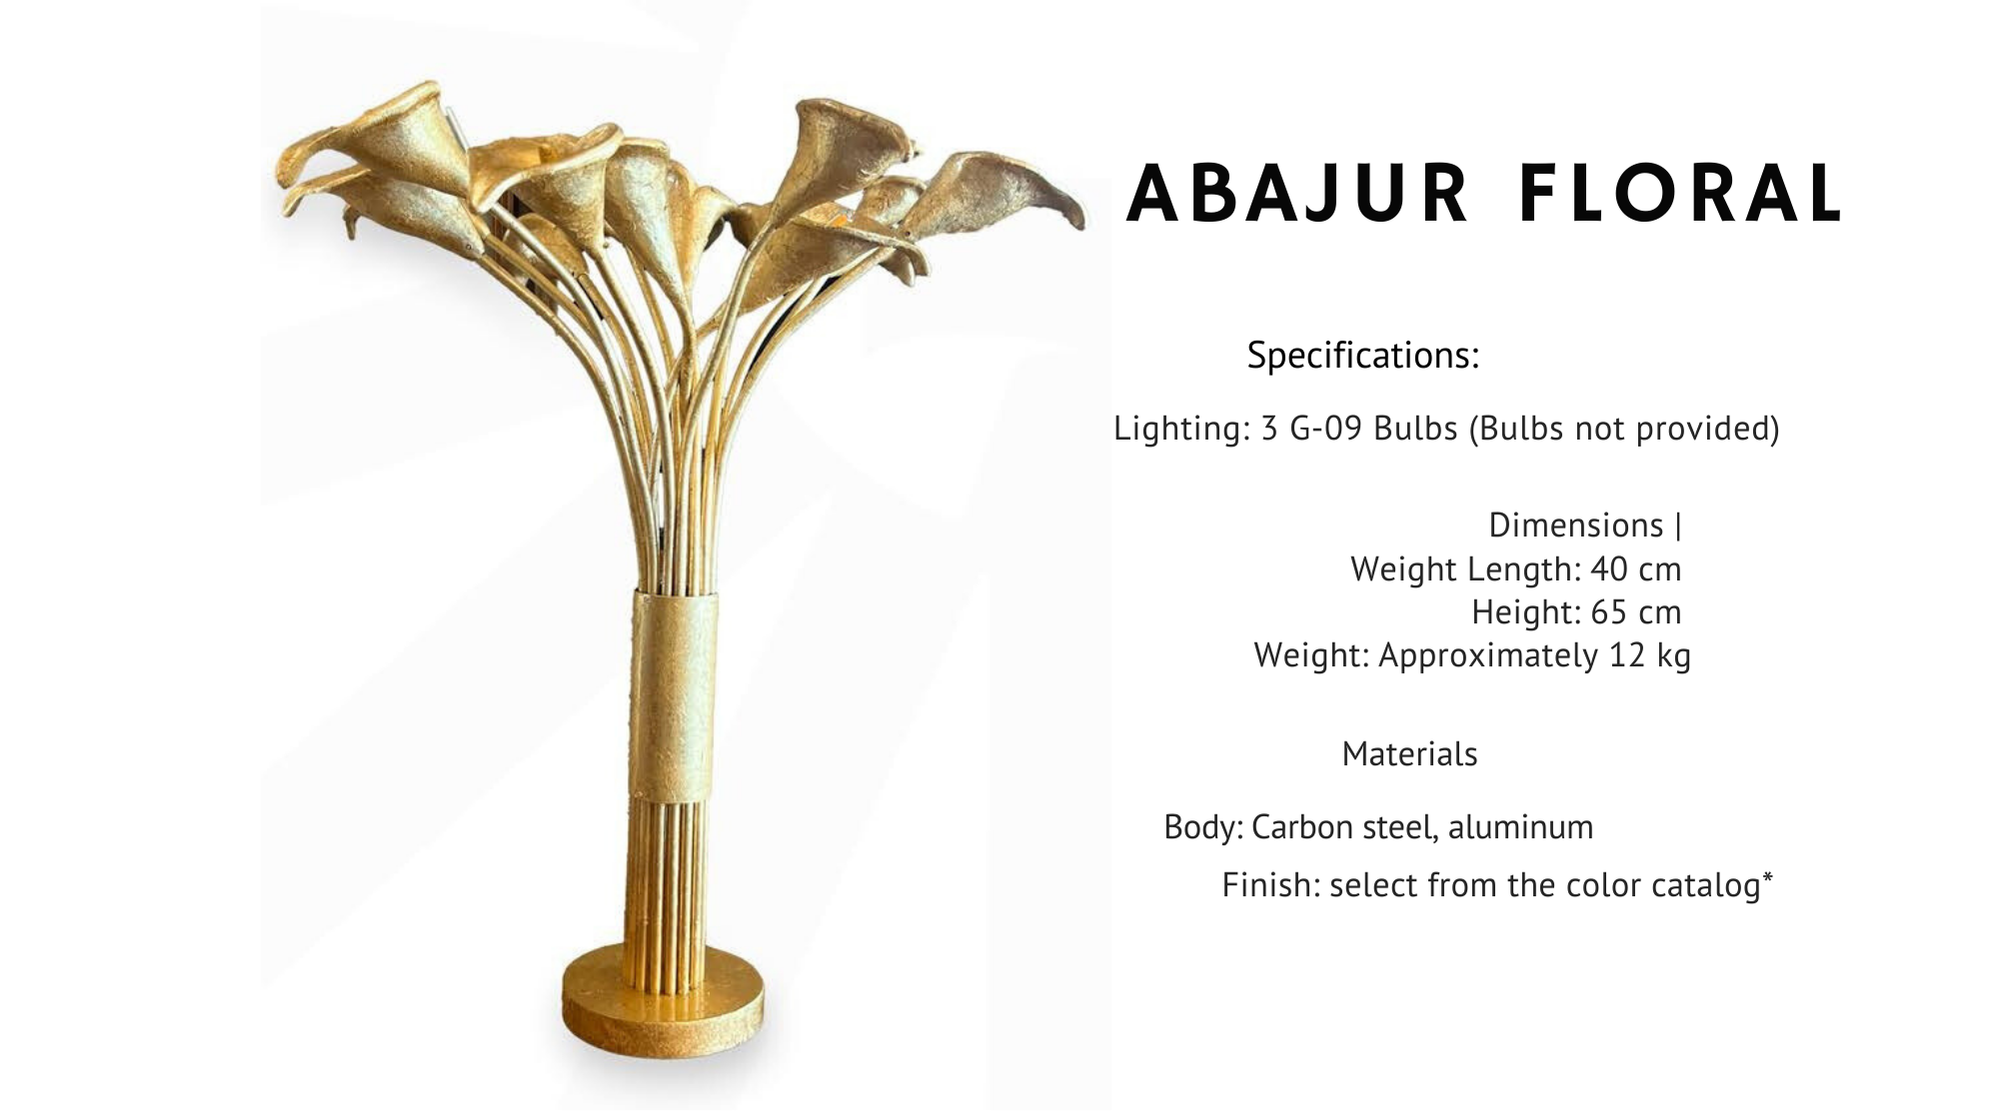 ABAJUR FLORAL
Specifications:
Lighting: 3 G-09 Bulbs (Bulbs not provided)
Dimensions |
Weight Length: 40 cm
Height: 65 cm
Weight: Approximately 12 kg
Materials
Body: Carbon steel, aluminum
Finish: select from the color catalog*